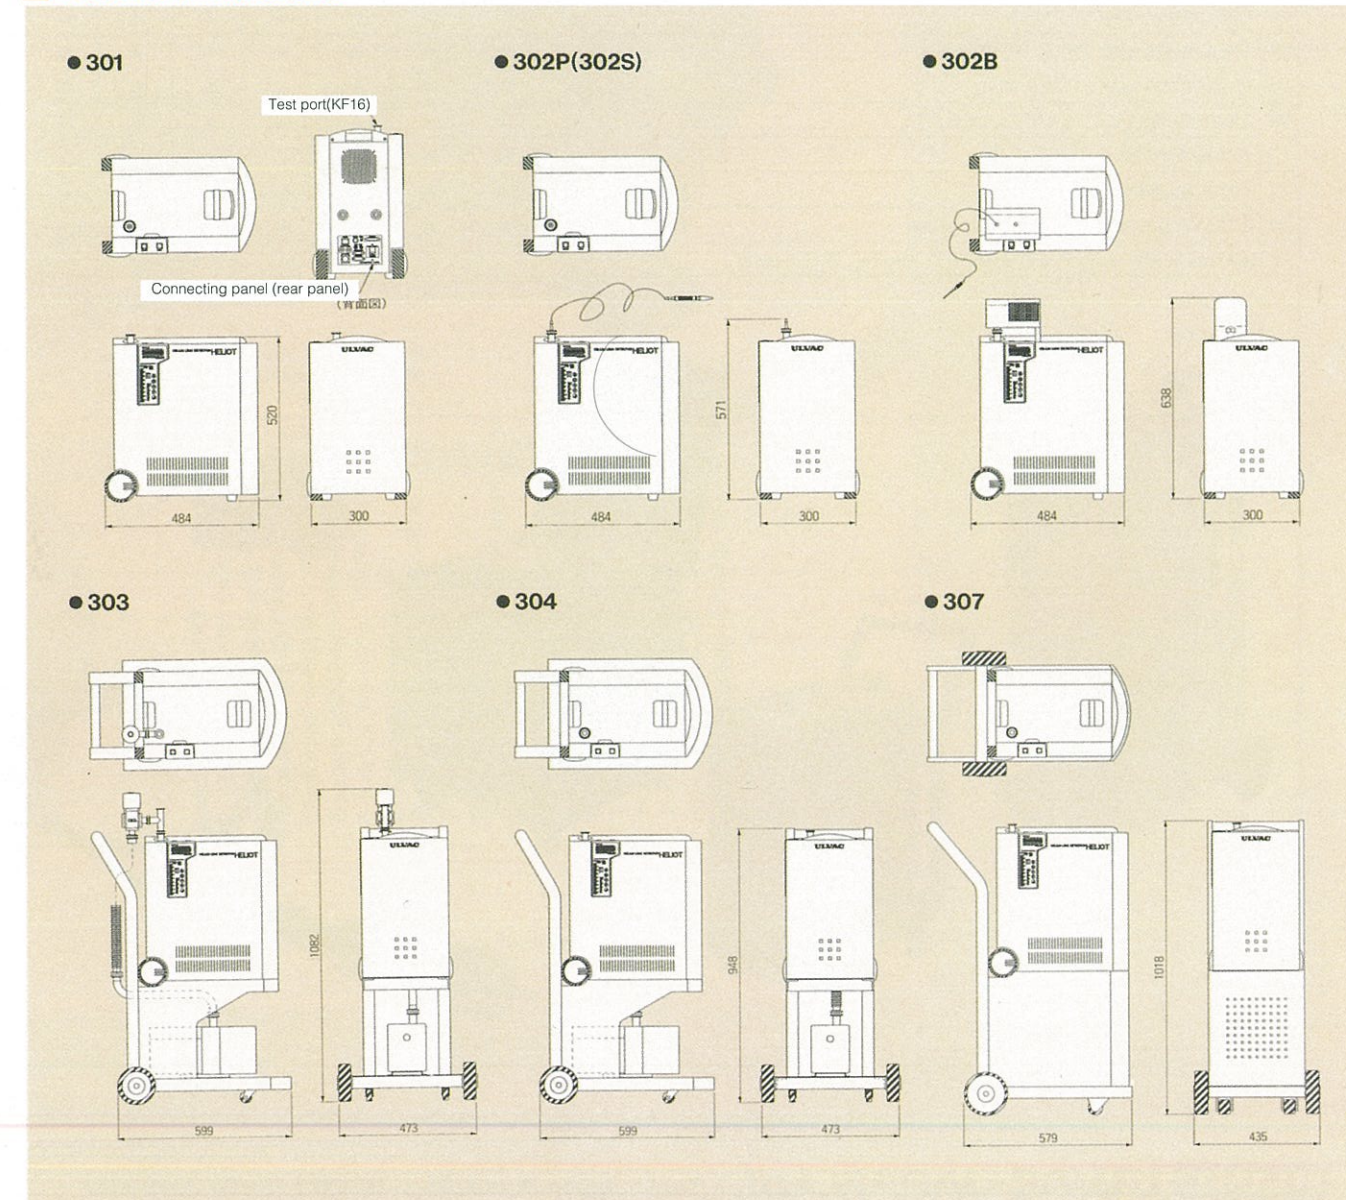 ● 301
● 302P(302S)
● 302B
Test port(KF16)
Connecting panel (rear panel)
(背面図)
HELIOT
ULVAC
520
484
300
HELIOT
ULVAC
571
484
300
HELIOT
ULVAC
638
484
300
● 303
● 304
● 307
HELIOT
ULVAC
1082
599
473
HELIOT
ULVAC
948
599
473
HELIOT
ULVAC
1018
579
435